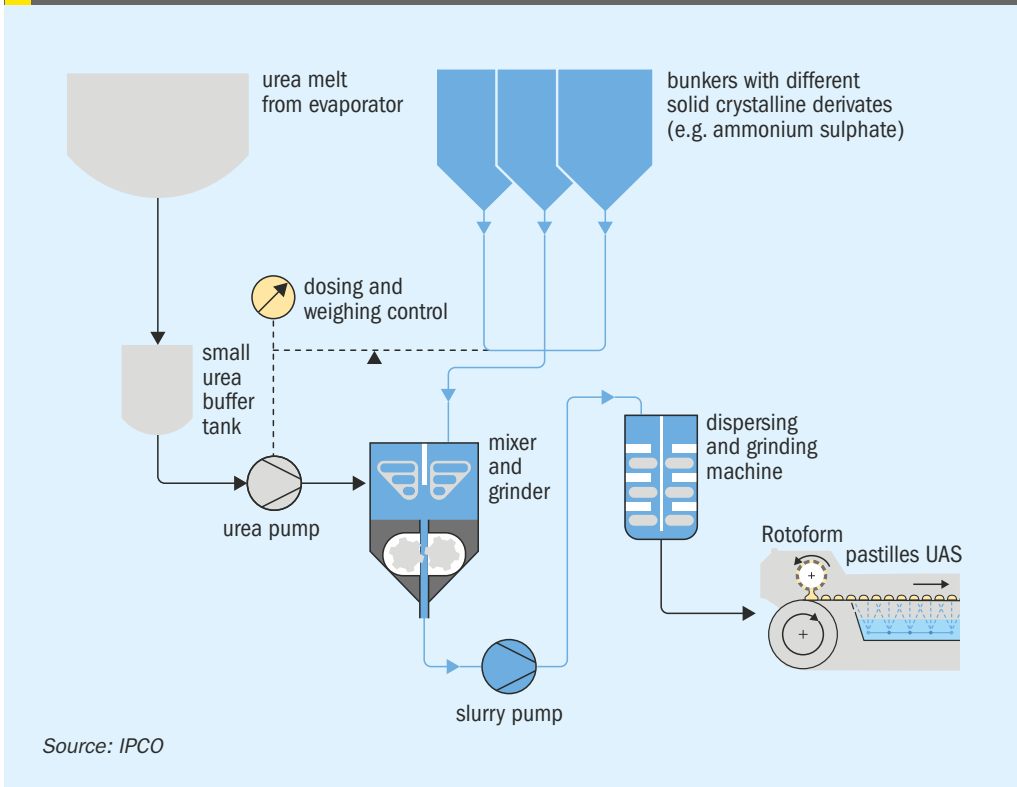 urea melt
from evaporator
bunkers with different
solid crystalline derivates
(e.g. ammonium sulphate)
dosing and
weighing control
small
urea
buffer
tank
urea pump
mixer
and
grinder
dispersing
and grinding
machine
Rotoform
pastilles UAS
slurry pump
Source: IPCO